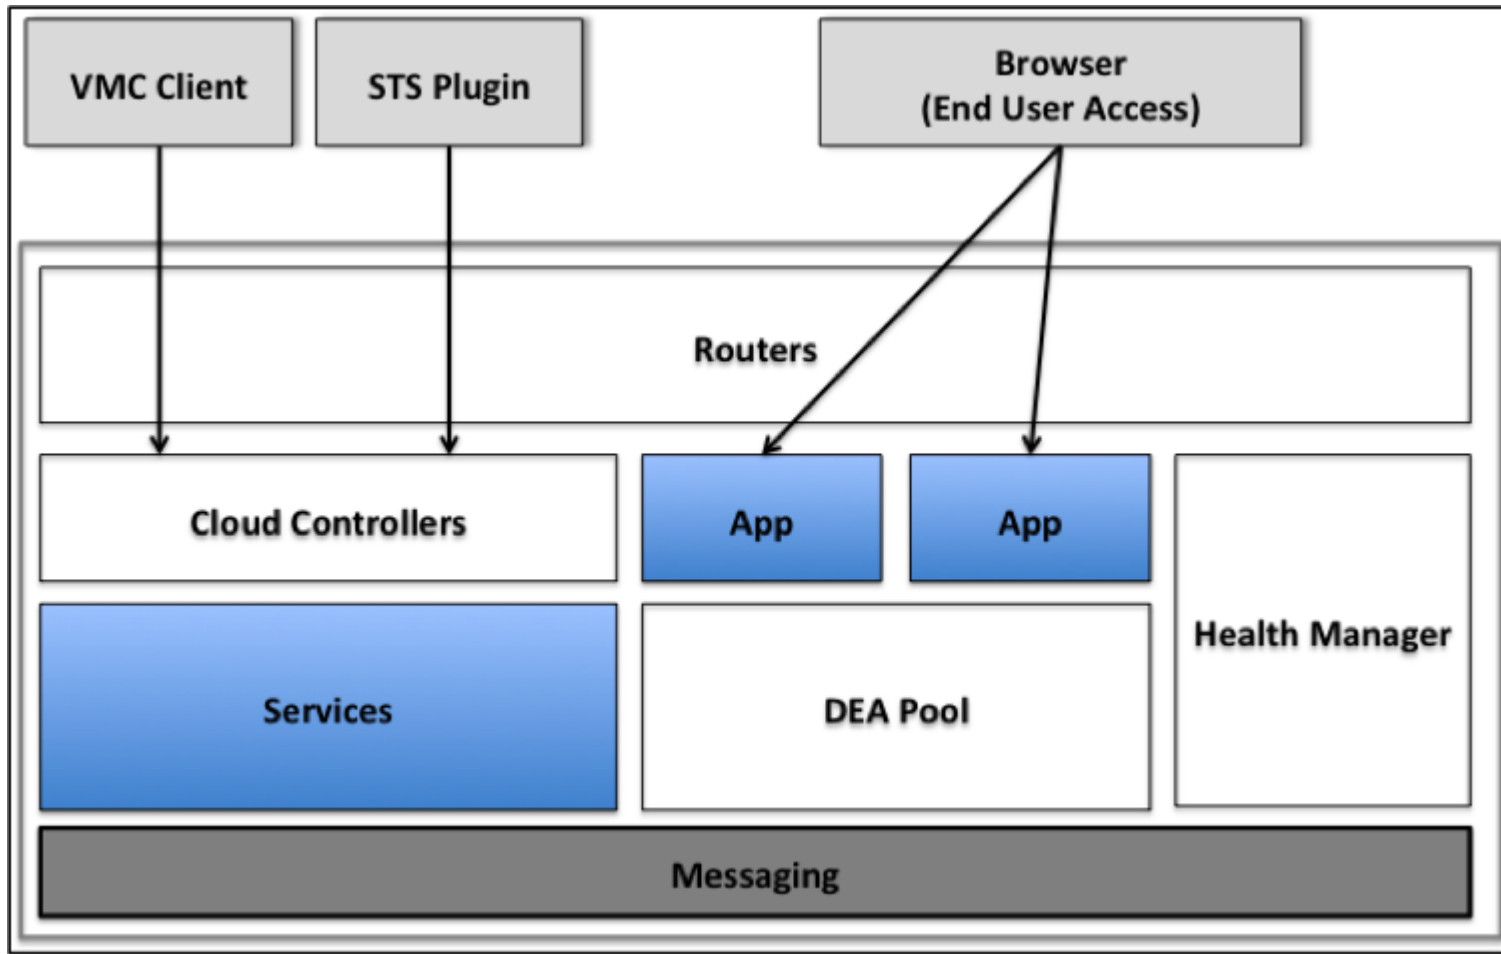 VMC Client
STS Plugin
Browser
(End User Access)
Routers
Cloud Controllers
App
App
Health Manager
Services
DEA Pool
Messaging